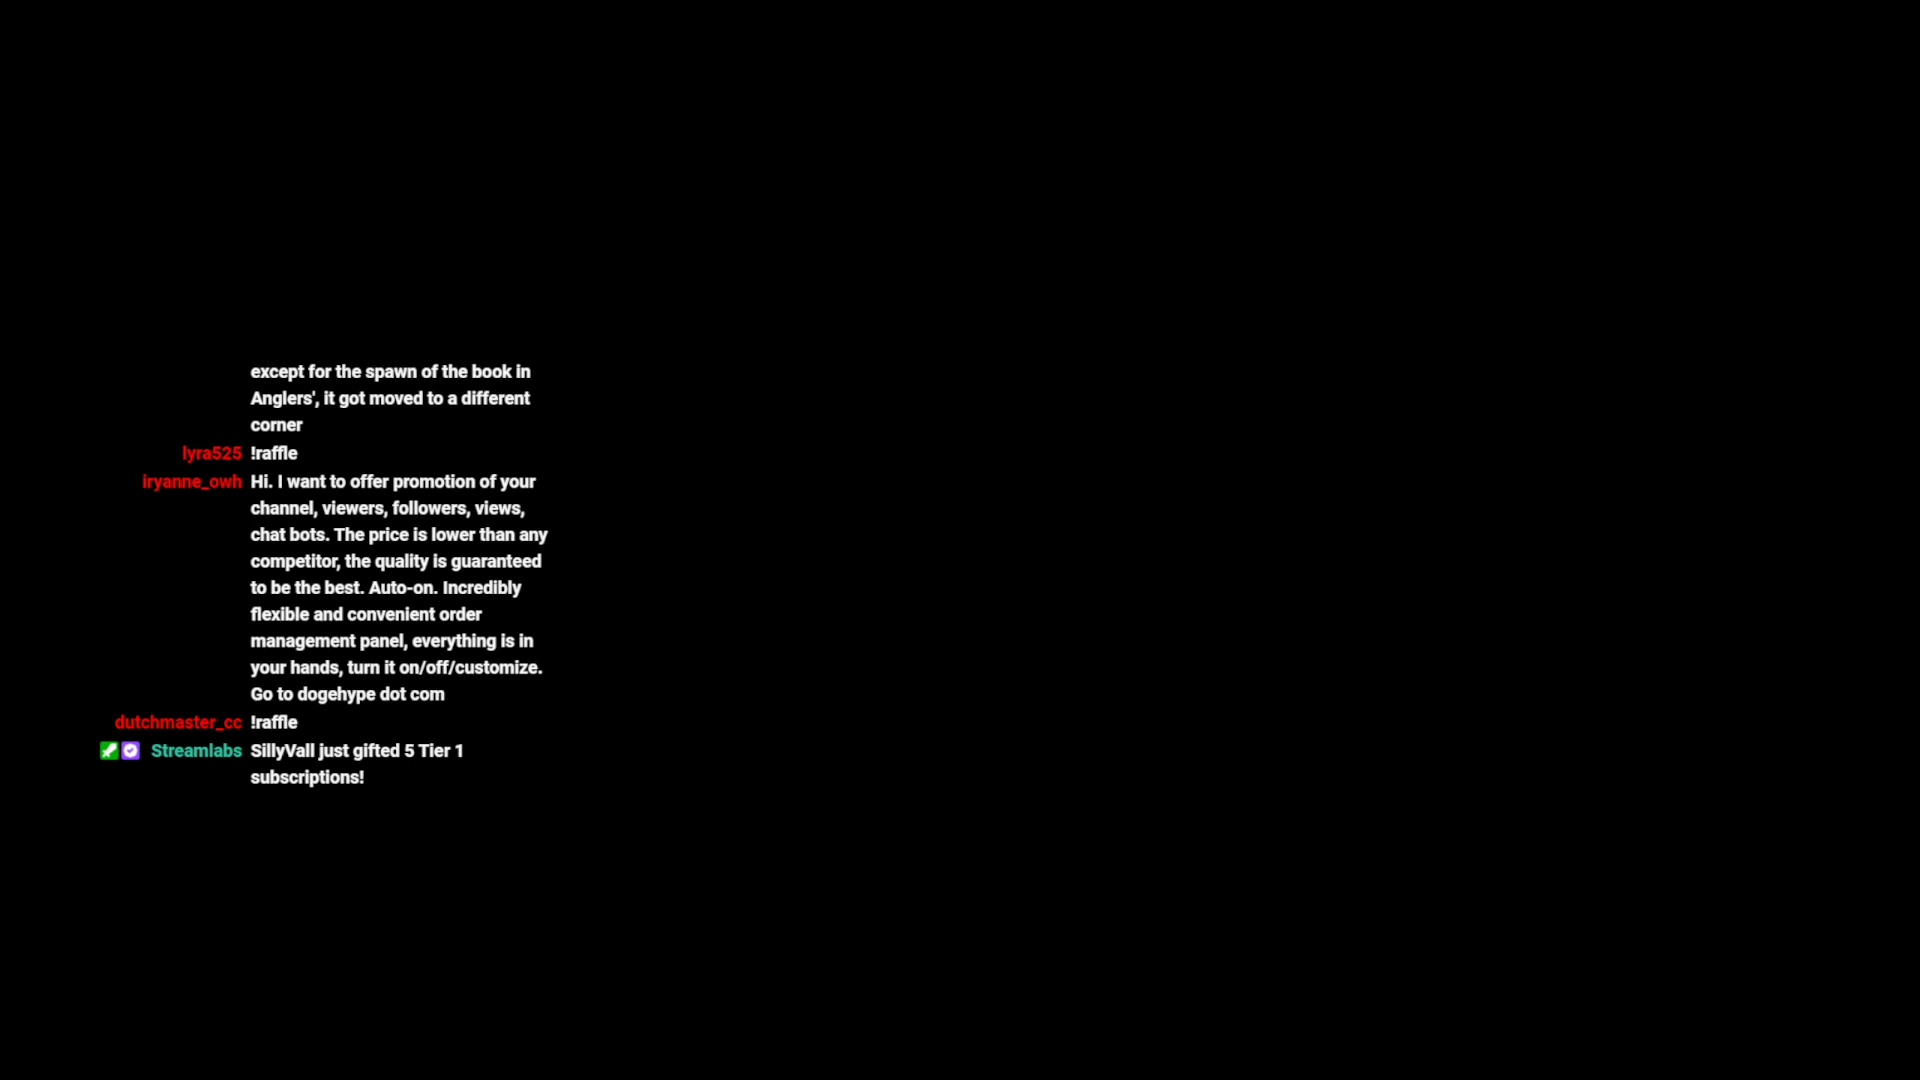 except for the spawn of the book in
Anglers', it got moved to a different
corner
lyra525 !raffle
iryanne_owh Hi. I want to offer promotion of your
channel, viewers, followers, views,
chat bots. The price is lower than any
competitor, the quality is guaranteed
to be the best. Auto-on. Incredibly
flexible and convenient order
management panel, everything is in
your hands, turn it on/off/customize.
Go to dogehype dot com
dutchmaster_cc !raffle
Streamlabs SillyVall just gifted 5 Tier 1
subscriptions!